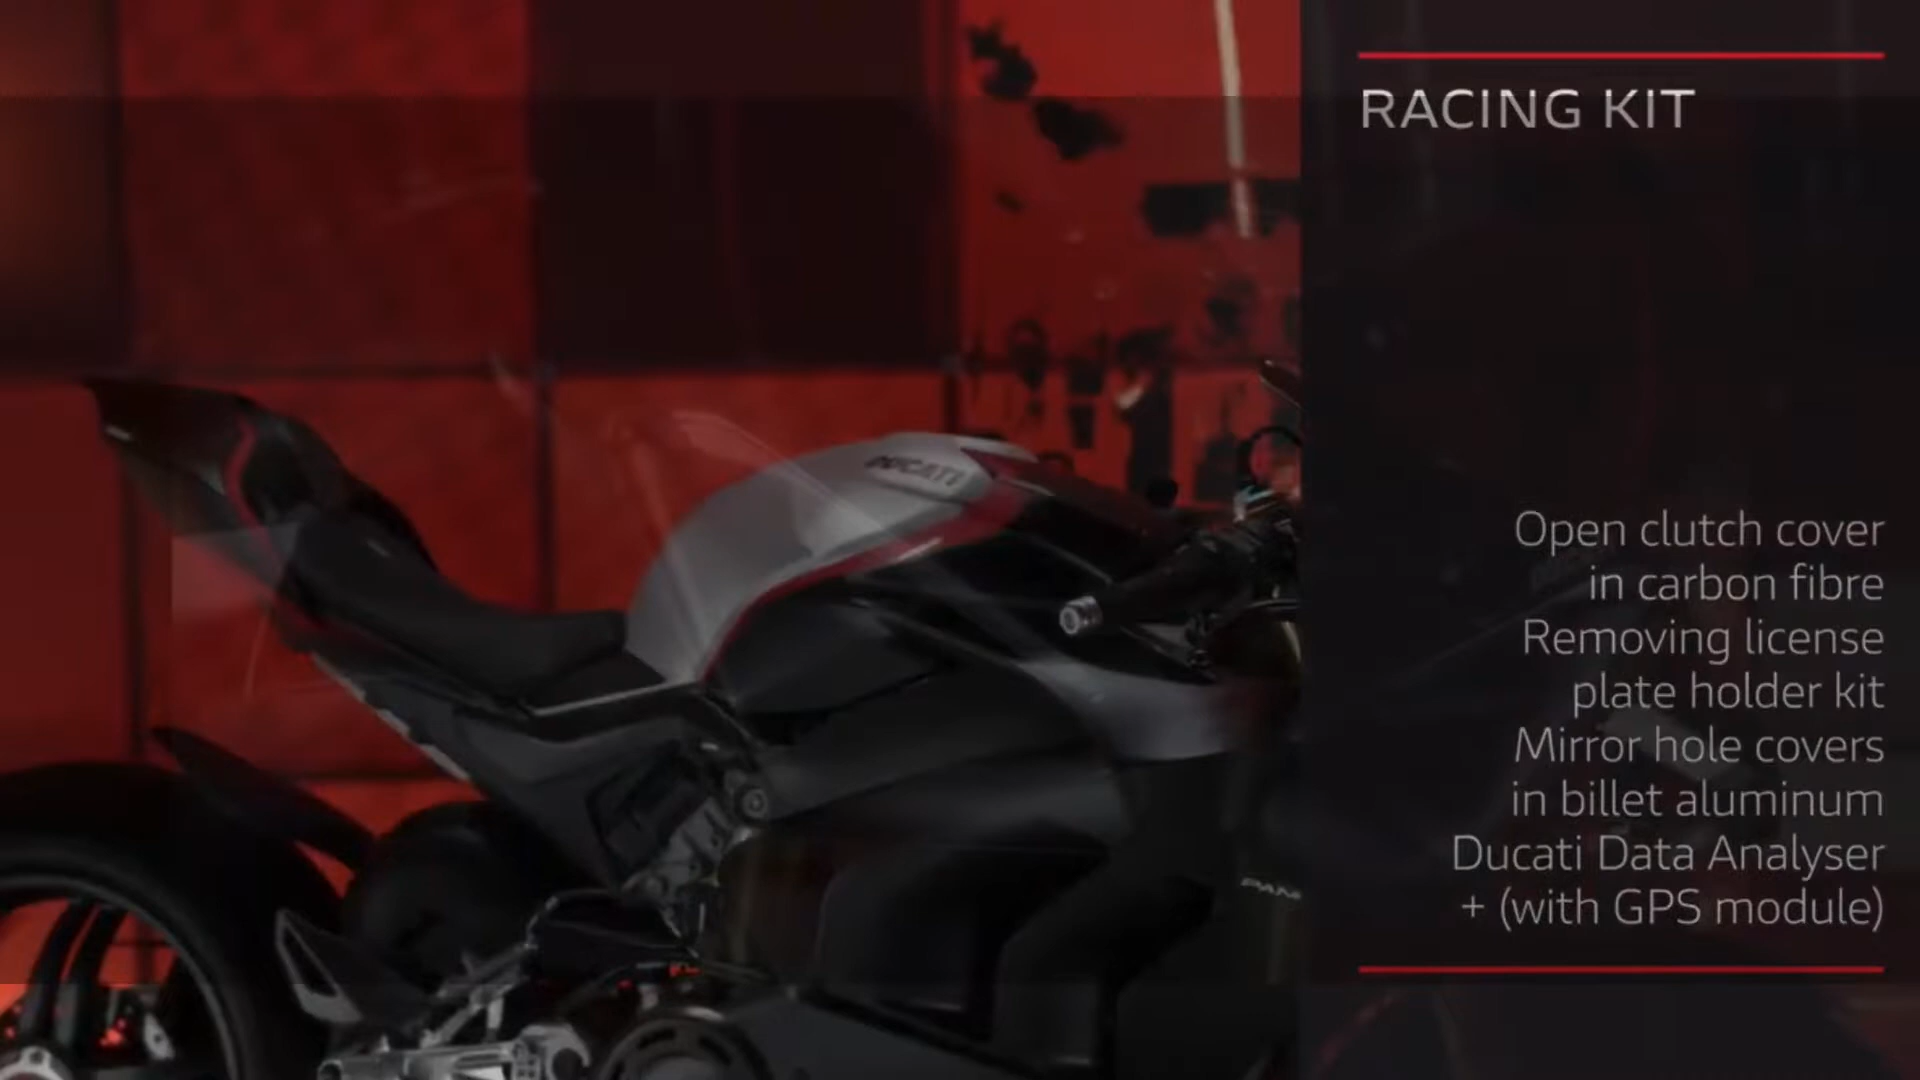 RACING KIT
DUCATI
Open clutch cover
in carbon fibre
Removing license
plate holder kit
Mirror hole covers
in billet aluminum
Ducati Data Analyser
+ (with GPS module)